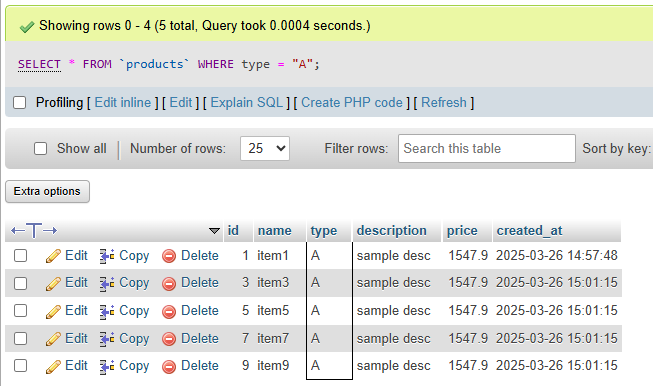 Showing rows 0 - 4 (5 total, Query took 0.0004 seconds.)
SELECT * FROM `products` WHERE type = "A";
Profiling [ Edit inline ] [ Edit ] [ Explain SQL ] [ Create PHP code ] [ Refresh ]
Show all Number of rows: 25 Filter rows: Search this table Sort by key:
Extra options
id name type description price created_at
Edit Copy Delete 1 item1 A sample desc 1547.9 2025-03-26 14:57:48
Edit Copy Delete 3 item3 A sample desc 1547.9 2025-03-26 15:01:15
Edit Copy Delete 5 item5 A sample desc 1547.9 2025-03-26 15:01:15
Edit Copy Delete 7 item7 A sample desc 1547.9 2025-03-26 15:01:15
Edit Copy Delete 9 item9 A sample desc 1547.9 2025-03-26 15:01:15